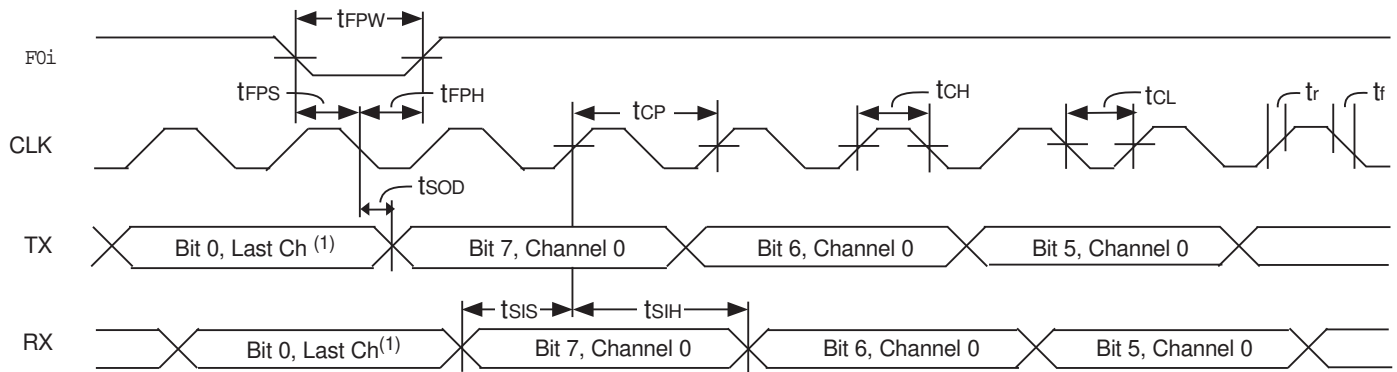 tFPW
F0i
tFPS
tFPH
tCP
tCH
tCL
tr
tf
CLK
tSOD
TX
Bit 0, Last Ch (1)
Bit 7, Channel 0
Bit 6, Channel 0
Bit 5, Channel 0
tSIS
tSIH
RX
Bit 0, Last Ch(1)
Bit 7, Channel 0
Bit 6, Channel 0
Bit 5, Channel 0